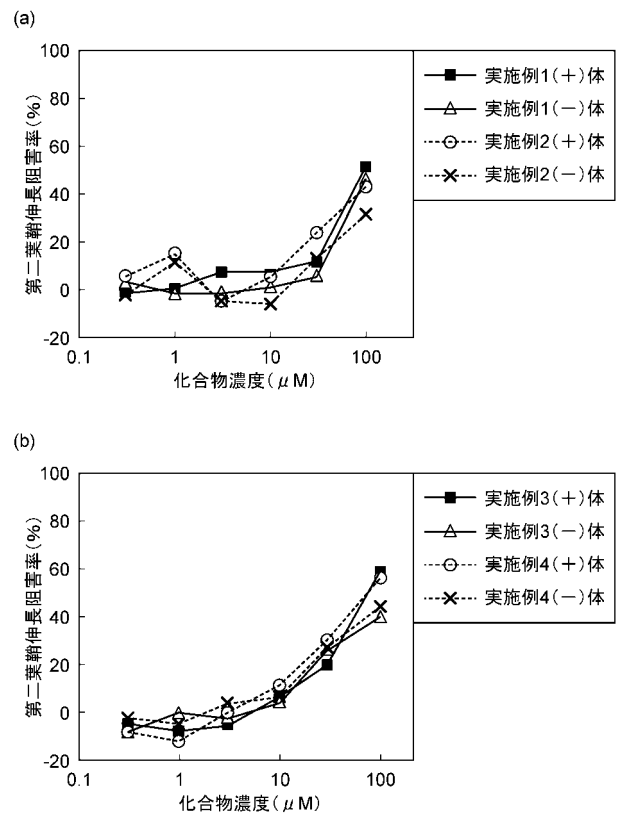 (a)
第二葉鞘伸長阻害率(%)
100
80
60
40
20
0
-20
0.1 1 10 100
化合物濃度(μM)
実施例1(+)体
実施例1(-)体
実施例2(+)体
実施例2(-)体
(b)
第二葉鞘伸長阻害率(%)
100
80
60
40
20
0
-20
0.1 1 10 100
化合物濃度(μM)
実施例3(+)体
実施例3(-)体
実施例4(+)体
実施例4(-)体